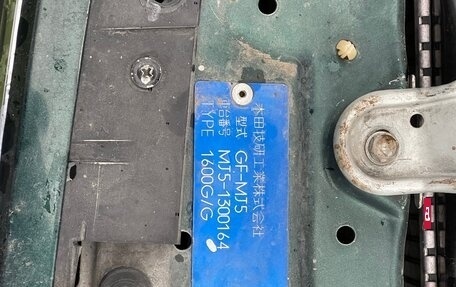 本田技研工業株式会社
型式 GF-MJ5
車台番号 MJ5-1300164
TYPE 1600G/G